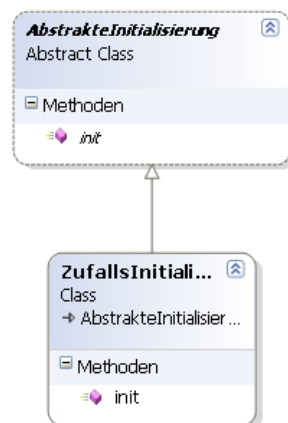 AbstrakteInitialisierung
Abstract Class
Methoden
init
ZufallsInitiali...
Class
AbstrakteInitialisier...
Methoden
init